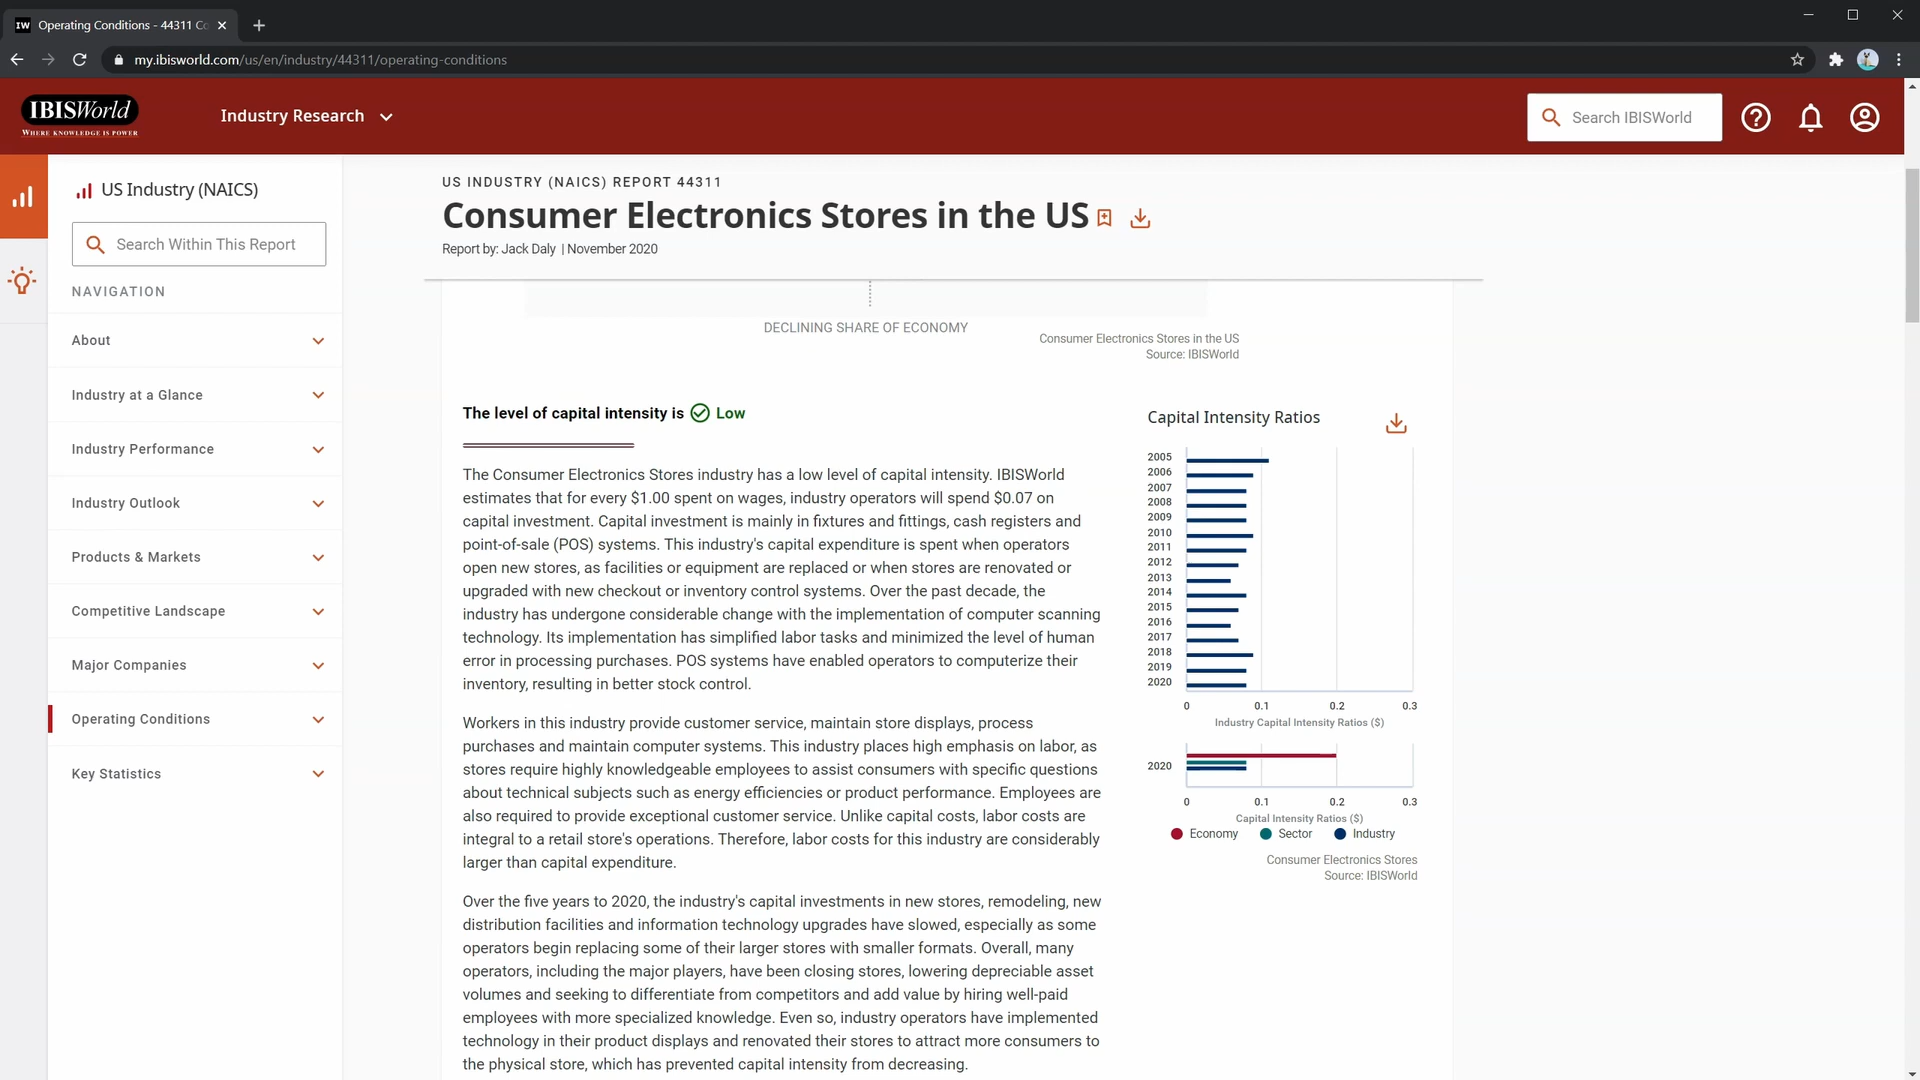 IW Operating Conditions - 44311 Co
my.ibisworld.com/us/en/industry/44311/operating-conditions
IBISWorld
WHERE KNOWLEDGE IS POWER
Industry Research
Search IBISWorld
US Industry (NAICS)
Search Within This Report
NAVIGATION
About
Industry at a Glance
Industry Performance
Industry Outlook
Products & Markets
Competitive Landscape
Major Companies
Operating Conditions
Key Statistics
US INDUSTRY (NAICS) REPORT 44311
Consumer Electronics Stores in the US
Report by: Jack Daly | November 2020
DECLINING SHARE OF ECONOMY
Consumer Electronics Stores in the US
Source: IBISWorld
The level of capital intensity is Low
The Consumer Electronics Stores industry has a low level of capital intensity. IBISWorld
estimates that for every $1.00 spent on wages, industry operators will spend $0.07 on
capital investment. Capital investment is mainly in fixtures and fittings, cash registers and
point-of-sale (POS) systems. This industry's capital expenditure is spent when operators
open new stores, as facilities or equipment are replaced or when stores are renovated or
upgraded with new checkout or inventory control systems. Over the past decade, the
industry has undergone considerable change with the implementation of computer scanning
technology. Its implementation has simplified labor tasks and minimized the level of human
error in processing purchases. POS systems have enabled operators to computerize their
inventory, resulting in better stock control.
Workers in this industry provide customer service, maintain store displays, process
purchases and maintain computer systems. This industry places high emphasis on labor, as
stores require highly knowledgeable employees to assist consumers with specific questions
about technical subjects such as energy efficiencies or product performance. Employees are
also required to provide exceptional customer service. Unlike capital costs, labor costs are
integral to a retail store's operations. Therefore, labor costs for this industry are considerably
larger than capital expenditure.
Over the five years to 2020, the industry's capital investments in new stores, remodeling, new
distribution facilities and information technology upgrades have slowed, especially as some
operators begin replacing some of their larger stores with smaller formats. Overall, many
operators, including the major players, have been closing stores, lowering depreciable asset
volumes and seeking to differentiate from competitors and add value by hiring well-paid
employees with more specialized knowledge. Even so, industry operators have implemented
technology in their product displays and renovated their stores to attract more consumers to
the physical store, which has prevented capital intensity from decreasing.
Capital Intensity Ratios
2005
2006
2007
2008
2009
2010
2011
2012
2013
2014
2015
2016
2017
2018
2019
2020
0 0.1 0.2 0.3
Industry Capital Intensity Ratios ($)
2020
0 0.1 0.2 0.3
Capital Intensity Ratios ($)
Economy Sector Industry
Consumer Electronics Stores
Source: IBISWorld